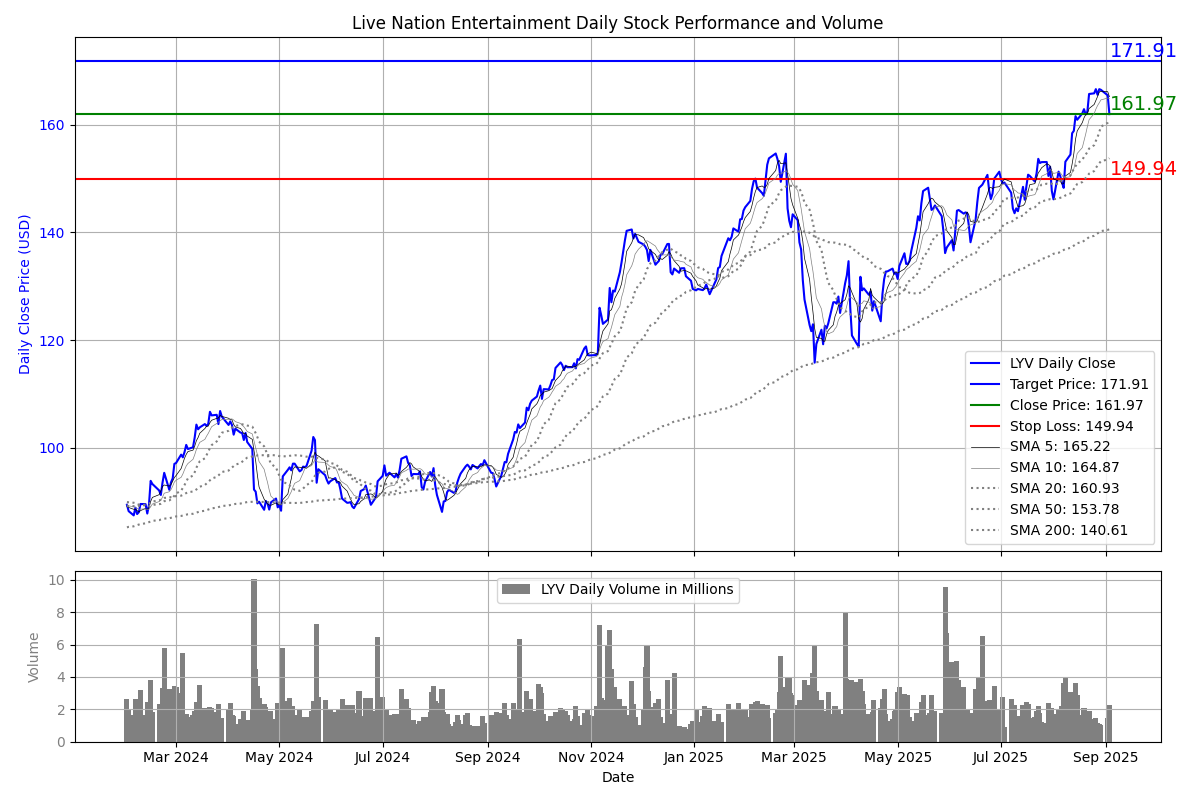 Live Nation Entertainment Daily Stock Performance and Volume
171.91
161.97
149.94
160
140
120
100
Daily Close Price (USD)
LYV Daily Close
Target Price: 171.91
Close Price: 161.97
Stop Loss: 149.94
SMA 5: 165.22
SMA 10: 164.87
SMA 20: 160.93
SMA 50: 153.78
SMA 200: 140.61
LYV Daily Volume in Millions
10
8
6
4
2
0
Volume
Mar 2024
May 2024
Jul 2024
Sep 2024
Nov 2024
Jan 2025
Mar 2025
May 2025
Jul 2025
Sep 2025
Date